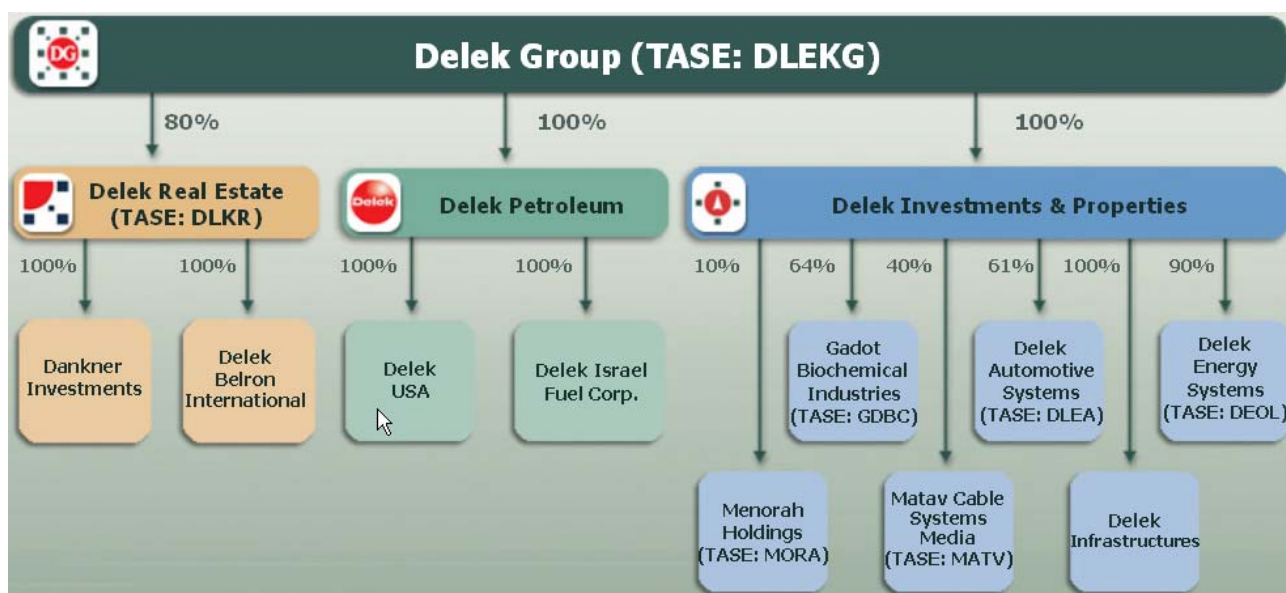 DG
Delek Group (TASE: DLEKG)
80%
100%
100%
Delek Real Estate
(TASE: DLKR)
Delek
Delek Petroleum
Delek Investments & Properties
100%
100%
100%
100%
10%
64%
40%
61%
100%
90%
Dankner
Investments
Delek
Belron
International
Delek
USA
Delek Israel
Fuel Corp.
Gadot
Biochemical
Industries
(TASE: GDBC)
Delek
Automotive
Systems
(TASE: DLEA)
Delek
Energy
Systems
(TASE: DEOL)
Menorah
Holdings
(TASE: MORA)
Matav Cable
Systems
Media
(TASE: MATV)
Delek
Infrastructures